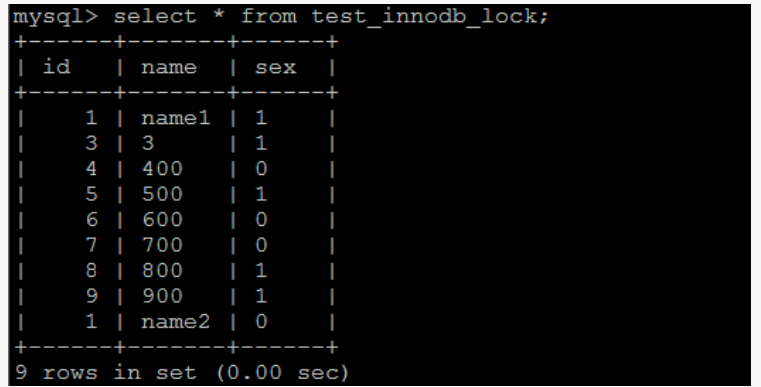 mysql> select * from test_innodb_lock;
+------+-------+------+
| id   | name  | sex  |
+------+-------+------+
|    1 | name1 | 1    |
|    3 | 3     | 1    |
|    4 | 400   | 0    |
|    5 | 500   | 1    |
|    6 | 600   | 0    |
|    7 | 700   | 0    |
|    8 | 800   | 1    |
|    9 | 900   | 1    |
|    1 | name2 | 0    |
+------+-------+------+
9 rows in set (0.00 sec)